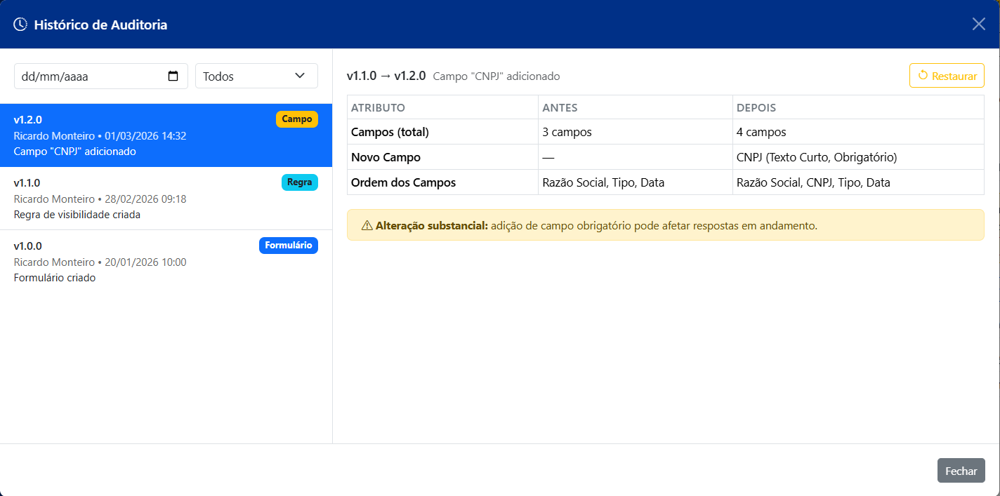 Histórico de Auditoria
dd/mm/aaaa
Todos
v1.2.0
Campo
Ricardo Monteiro • 01/03/2026 14:32
Campo "CNPJ" adicionado
v1.1.0
Regra
Ricardo Monteiro • 28/02/2026 09:18
Regra de visibilidade criada
v1.0.0
Formulário
Ricardo Monteiro • 20/01/2026 10:00
Formulário criado
v1.1.0 → v1.2.0 Campo "CNPJ" adicionado
Restaurar
ATRIBUTO ANTES DEPOIS
Campos (total) 3 campos 4 campos
Novo Campo — CNPJ (Texto Curto, Obrigatório)
Ordem dos Campos Razão Social, Tipo, Data Razão Social, CNPJ, Tipo, Data
Alteração substancial: adição de campo obrigatório pode afetar respostas em andamento.
Fechar